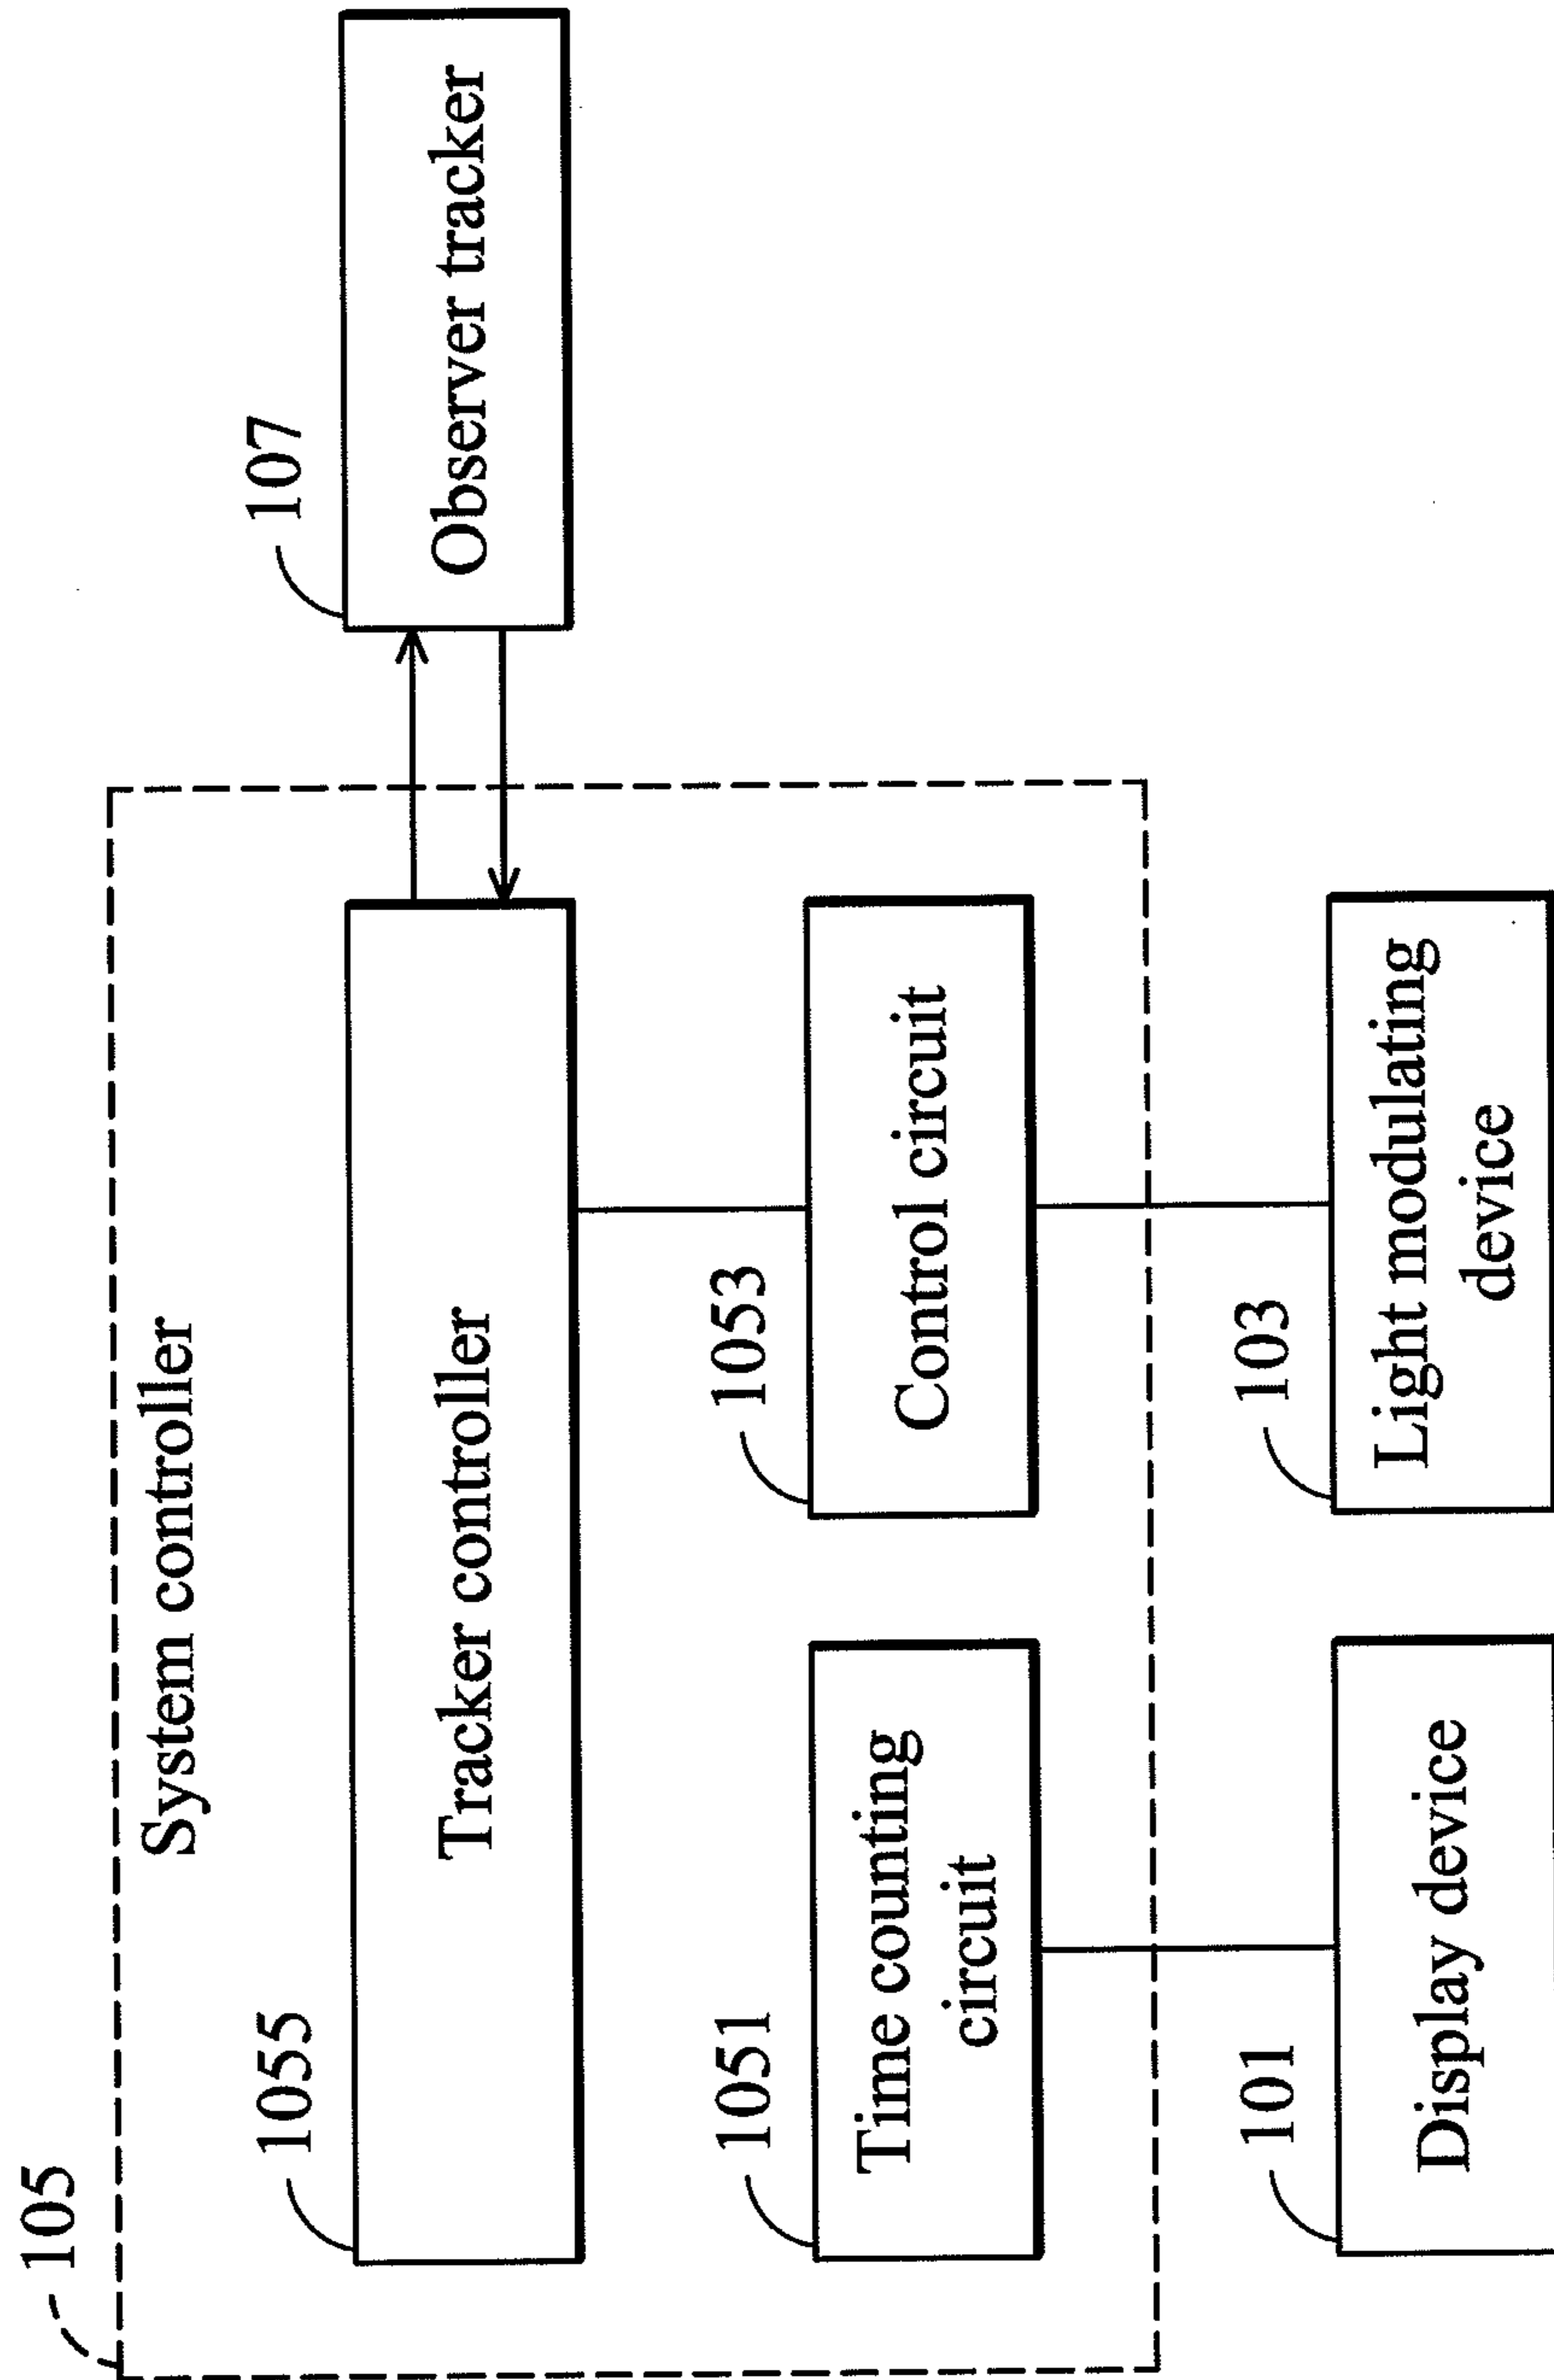 105
System controller
1055
Tracker controller
107
Observer tracker
1051
Time counting
circuit
1053
Control circuit
101
Display device
103
Light modulating
device